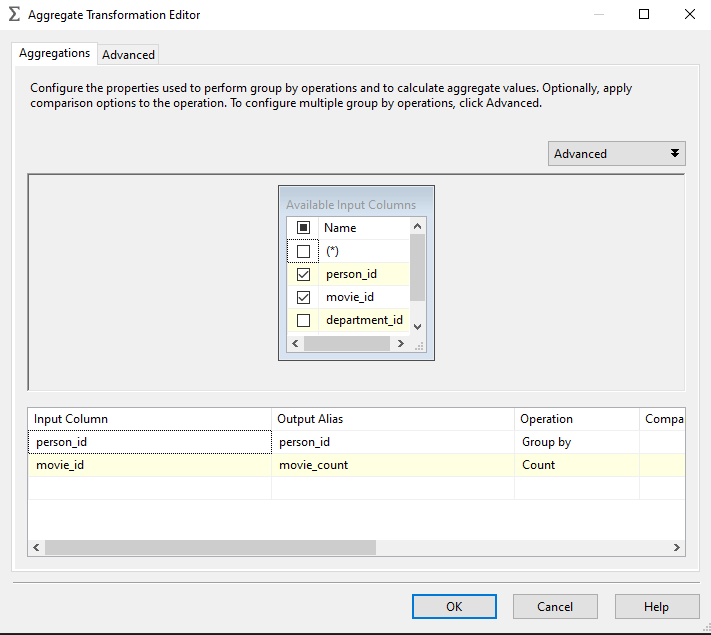 Aggregate Transformation Editor
Aggregations
Advanced
Configure the properties used to perform group by operations and to calculate aggregate values. Optionally, apply
comparison options to the operation. To configure multiple group by operations, click Advanced.
Advanced
Available Input Columns
Name
(*)
person_id
movie_id
department_id
Input Column Output Alias Operation Compa
person_id person_id Group by
movie_id movie_count Count
OK Cancel Help